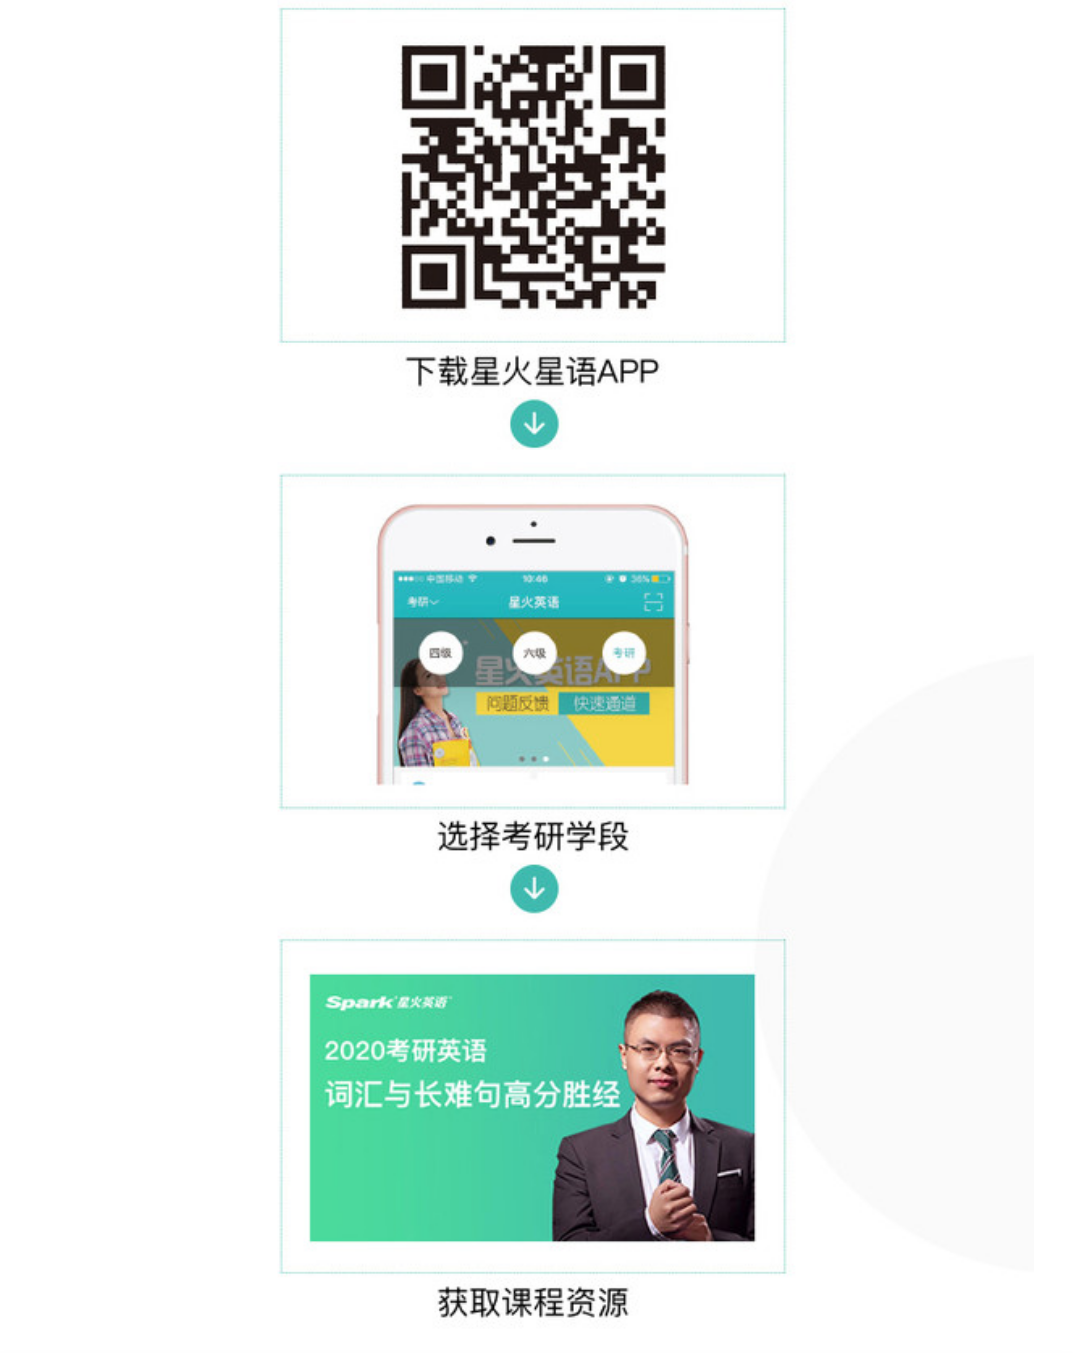 下载星火星语APP
中国移动
10:46
36%
考研
星火英语
四级
六级
考研
星火英语APP
问题反馈
快速通道
选择考研学段
Spark 星火英语
2020考研英语
词汇与长难句高分胜经
获取课程资源